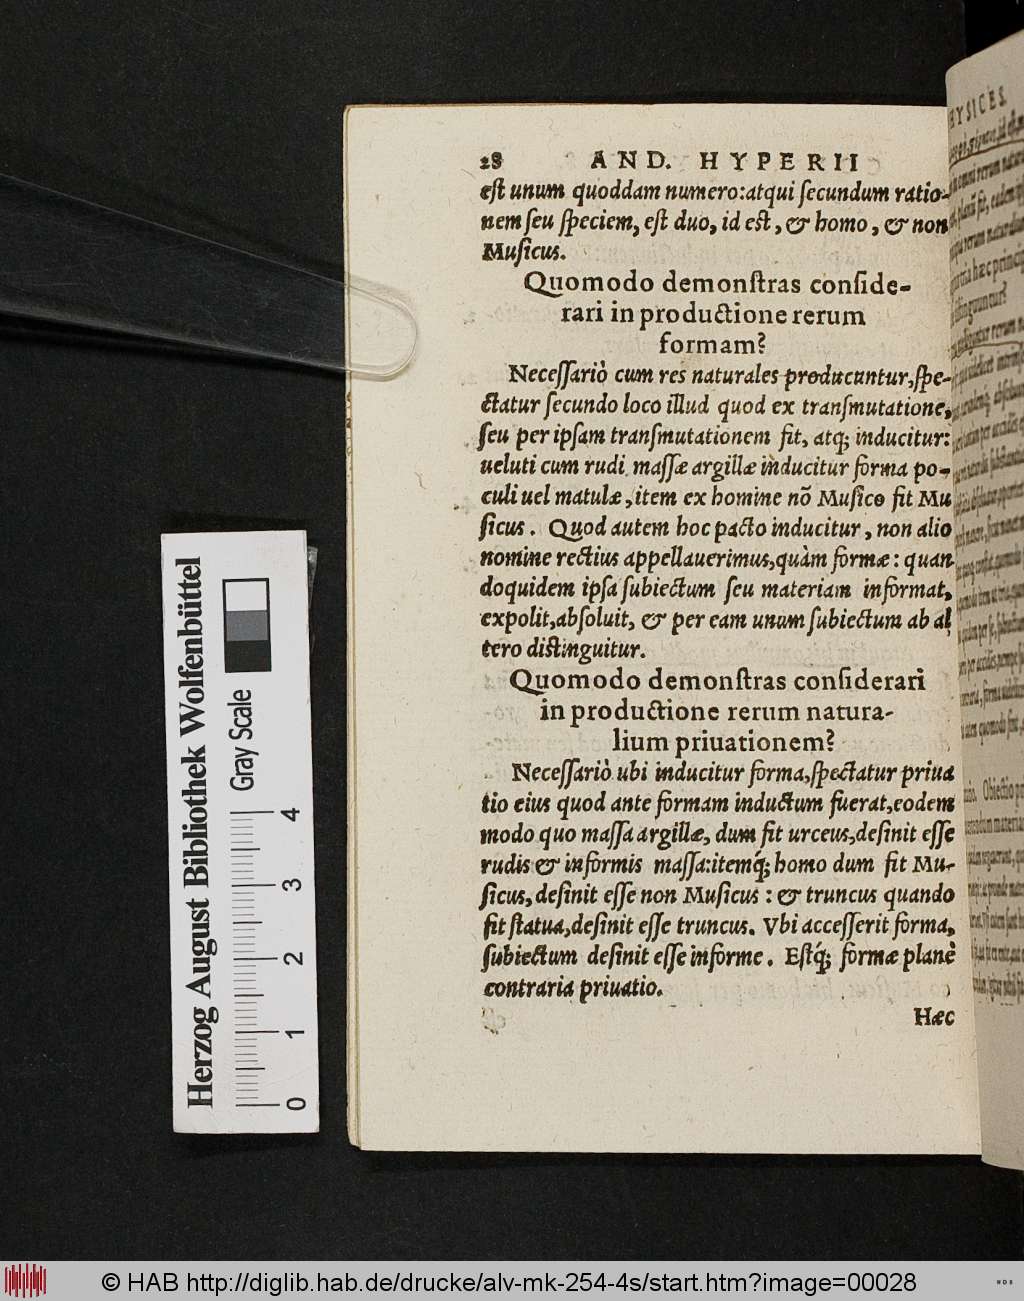 28 AND. HYPERII
est unum quoddam numero: atqui secundum ratio-
nem seu speciem, est duo, id est, & homo, & non
Musicus.
Quomodo demonstras conside-
rari in productione rerum
formam?
Necessariò cum res naturales producuntur, spe-
ctatur secundo loco illud quod ex transmutatione,
seu per ipsam transmutationem fit, atq; inducitur:
ueluti cum rudi massæ argillæ inducitur forma po-
culi uel matulæ, item ex homine nō Musico fit Mu
sicus. Quod autem hoc pacto inducitur, non alio
nomine rectius appellauerimus, quàm formæ: quan
doquidem ipsa subiectum seu materiam informat,
expolit, absoluit, & per eam unum subiectum ab al
tero distinguitur.
Quomodo demonstras considerari
in productione rerum natura-
lium priuationem?
Necessariò ubi inducitur forma, spectatur priua
tio eius quod ante formam inductum fuerat, eodem
modo quo massa argillæ, dum fit urceus, desinit esse
rudis & informis massa: itemq́; homo dum fit Mu-
sicus, desinit esse non Musicus: & truncus quando
fit statua, desinit esse truncus. Vbi accesserit forma,
subiectum desinit esse informe. Estq́; formæ planè
contraria priuatio.
Hæc
Herzog August Bibliothek Wolfenbüttel
Gray Scale
0 1 2 3 4
© HAB http://diglib.hab.de/drucke/alv-mk-254-4s/start.htm?image=00028